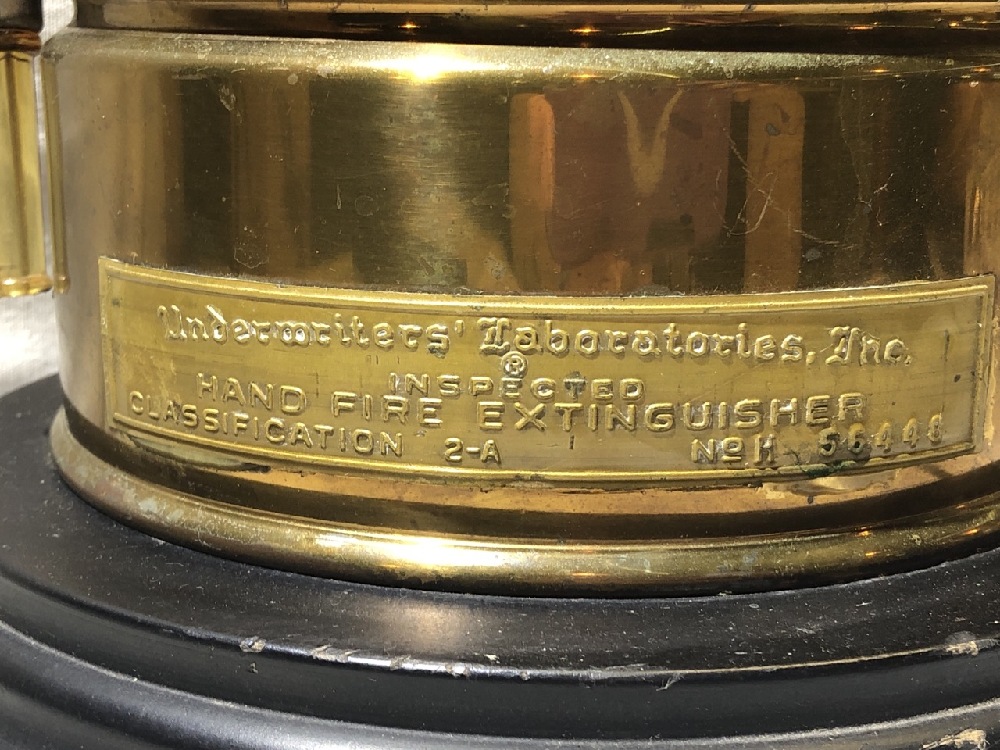 Underwriters' Laboratories, Inc.
®
INSPECTED
HAND FIRE EXTINGUISHER
CLASSIFICATION 2-A NO H